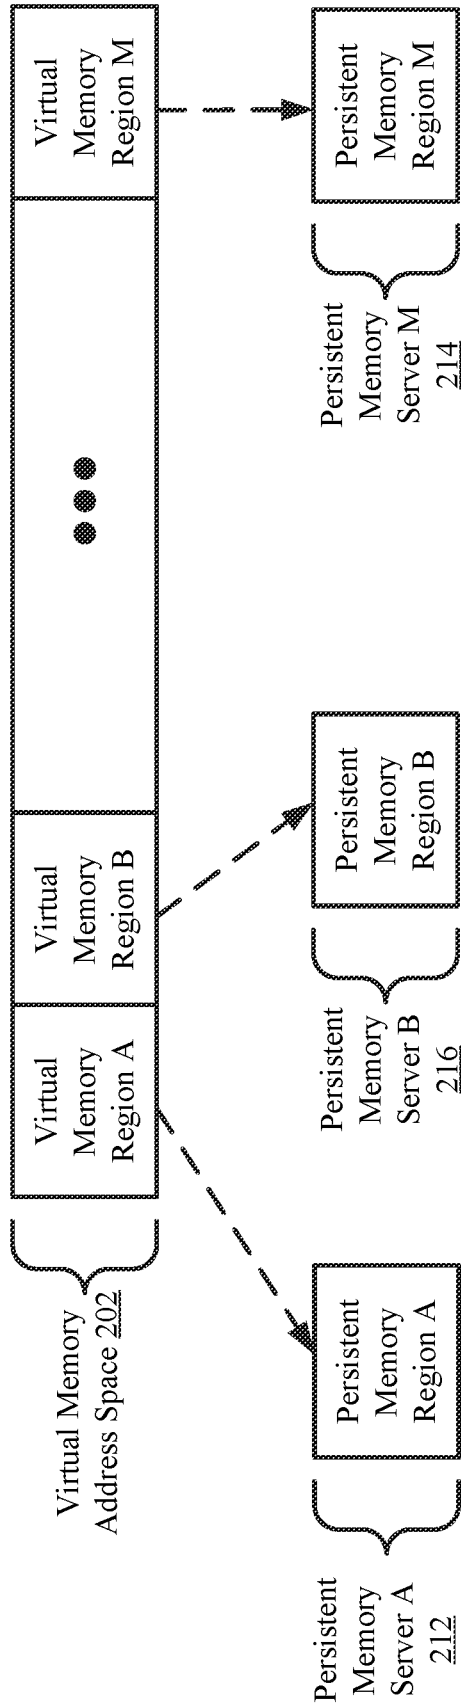 Virtual Memory
Address Space 202
Virtual
Memory
Region A
Virtual
Memory
Region B
Virtual
Memory
Region M
Persistent
Memory
Server A
212
Persistent
Memory
Region A
Persistent
Memory
Server B
216
Persistent
Memory
Region B
Persistent
Memory
Server M
214
Persistent
Memory
Region M